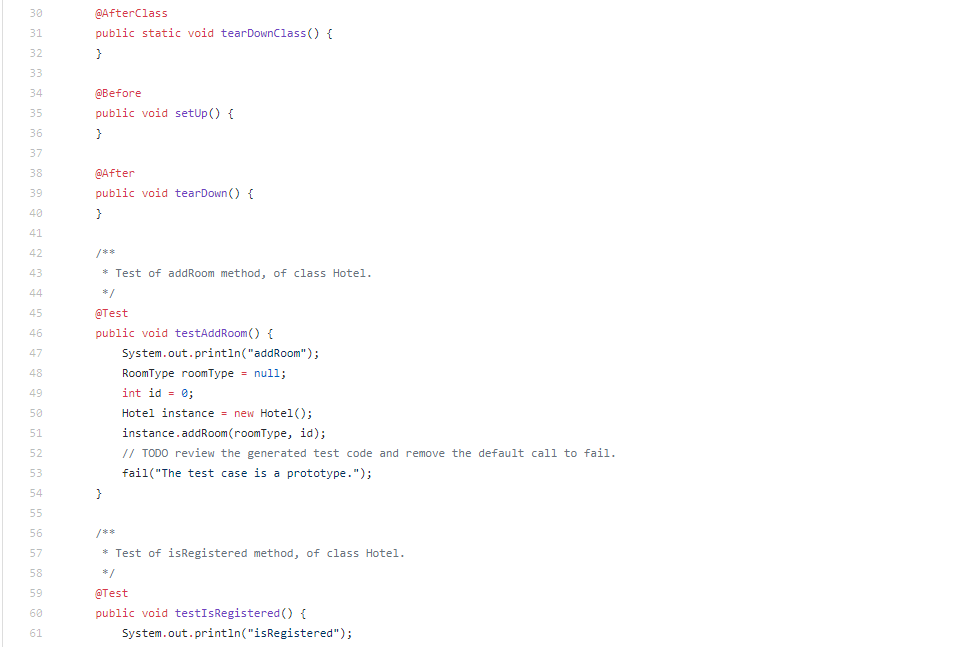 30 @AfterClass
31 public static void tearDownClass() {
32 }
33
34 @Before
35 public void setUp() {
36 }
37
38 @After
39 public void tearDown() {
40 }
41
42 /**
43 * Test of addRoom method, of class Hotel.
44 */
45 @Test
46 public void testAddRoom() {
47 System.out.println("addRoom");
48 RoomType roomType = null;
49 int id = 0;
50 Hotel instance = new Hotel();
51 instance.addRoom(roomType, id);
52 // TODO review the generated test code and remove the default call to fail.
53 fail("The test case is a prototype.");
54 }
55
56 /**
57 * Test of isRegistered method, of class Hotel.
58 */
59 @Test
60 public void testIsRegistered() {
61 System.out.println("isRegistered");